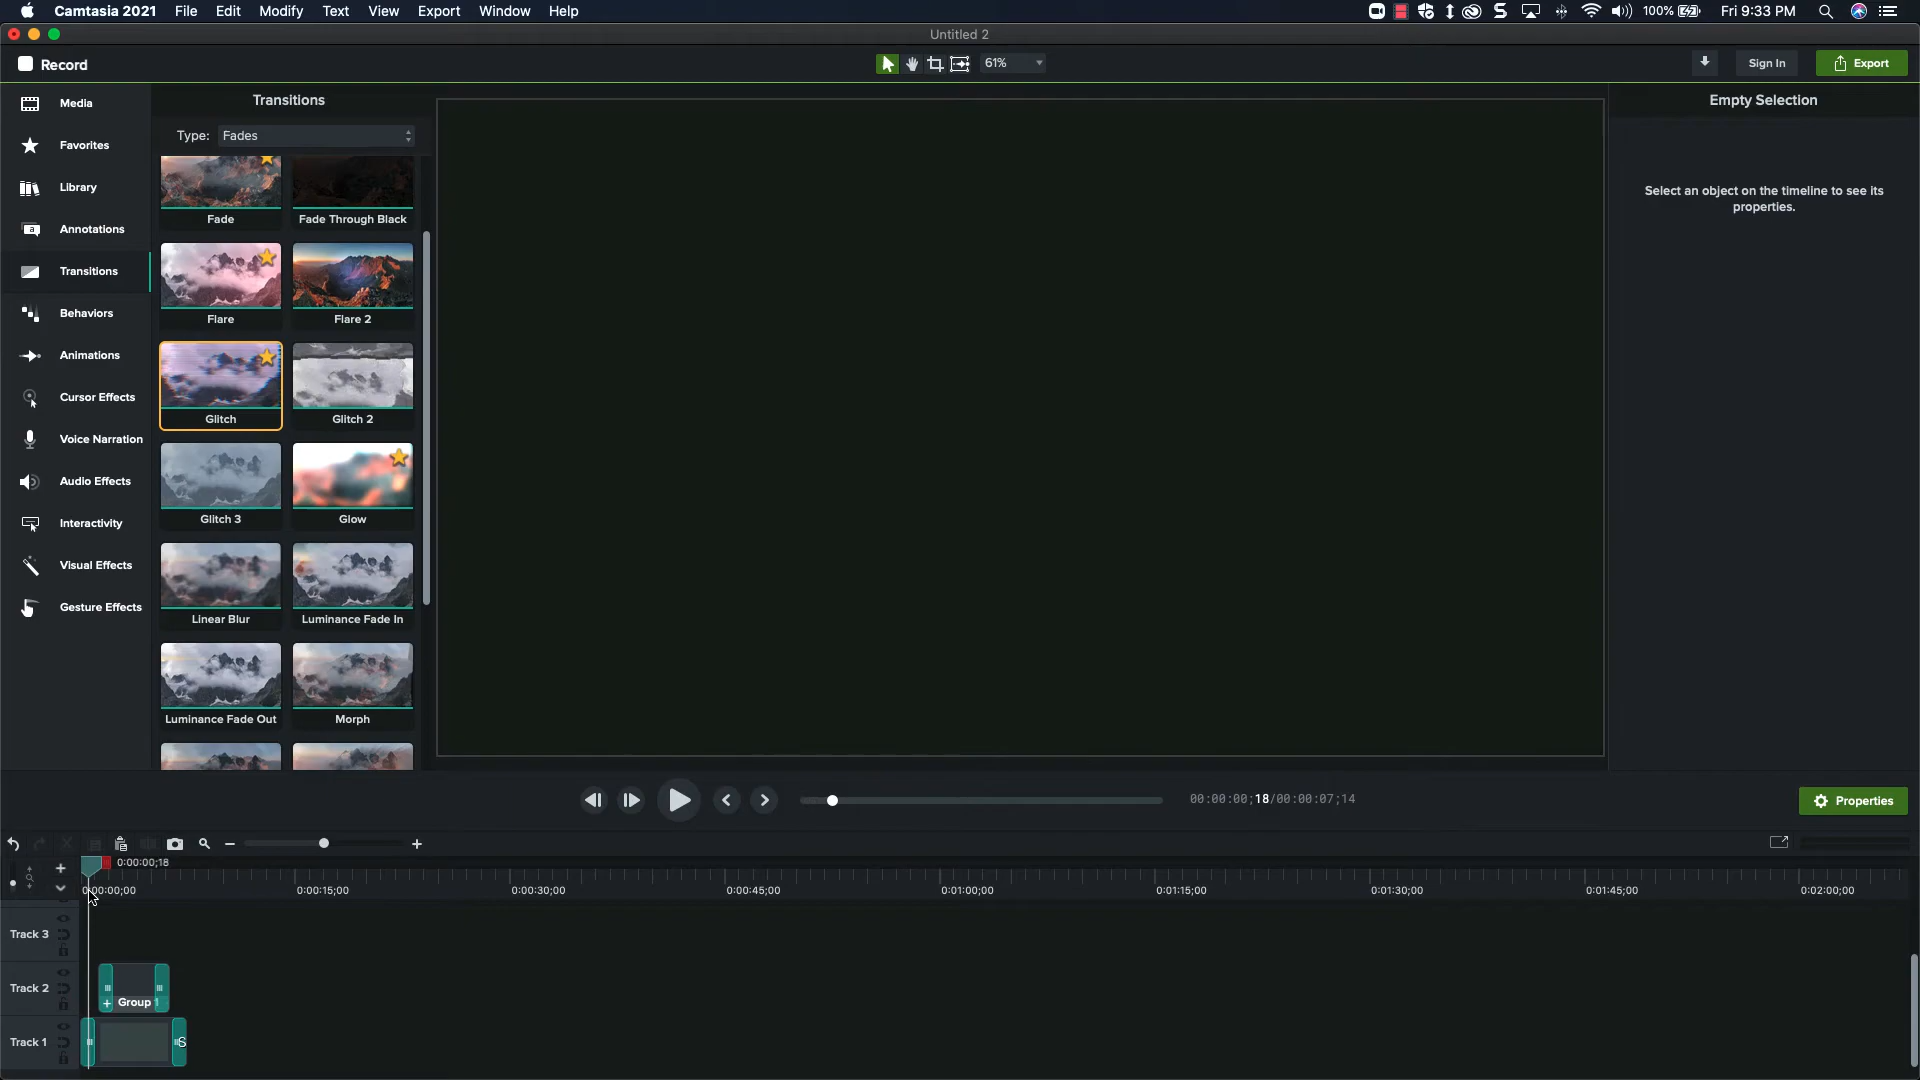 Camtasia 2021 File Edit Modify Text View Export Window Help
100% Fri 9:33 PM
Untitled 2
Record
61%
Sign In
Export
Media
Favorites
Library
Annotations
Transitions
Behaviors
Animations
Cursor Effects
Voice Narration
Audio Effects
Interactivity
Visual Effects
Gesture Effects
Transitions
Type: Fades
Fade
Fade Through Black
Flare
Flare 2
Glitch
Glitch 2
Glitch 3
Glow
Linear Blur
Luminance Fade In
Luminance Fade Out
Morph
Empty Selection
Select an object on the timeline to see its
properties.
00:00:00;18/00:00:07;14
Properties
0:00:00;18
0:00:00;00 0:00:15;00 0:00:30;00 0:00:45;00 0:01:00;00 0:01:15;00 0:01:30;00 0:01:45;00 0:02:00;00
Track 3
Track 2
Group 1
Track 1
S